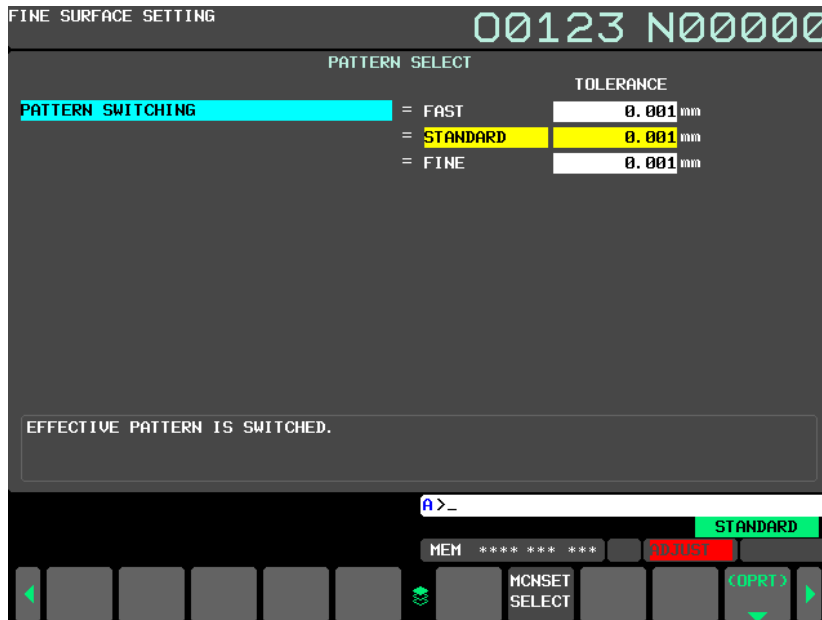 FINE SURFACE SETTING
O0123 N00000
PATTERN SELECT
TOLERANCE
PATTERN SWITCHING = FAST 0.001 mm
= STANDARD 0.001 mm
= FINE 0.001 mm
EFFECTIVE PATTERN IS SWITCHED.
A>_
STANDARD
MEM **** *** *** ADJUST
MCNSET SELECT (OPRT)